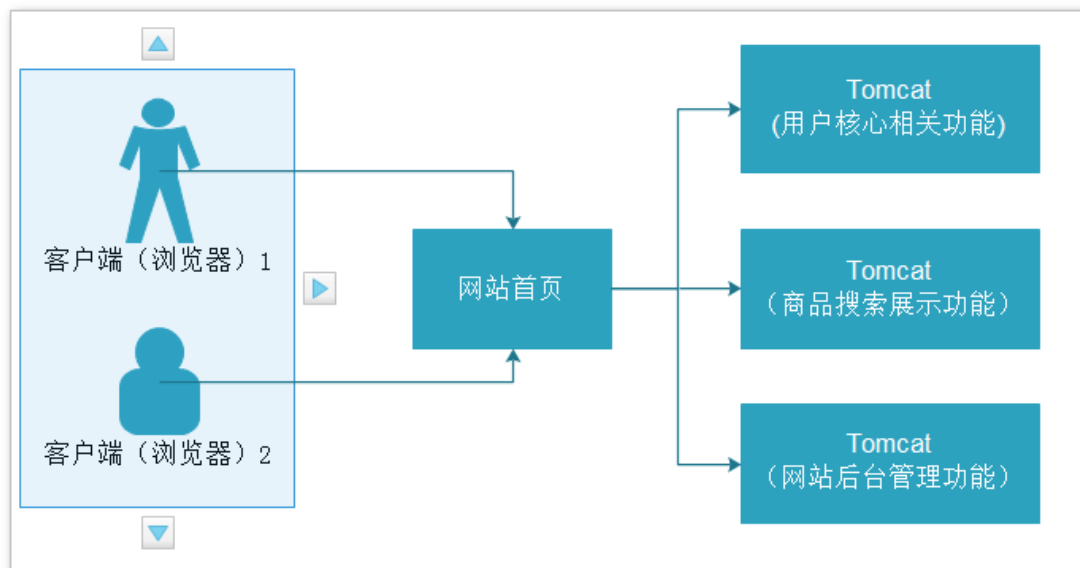 客户端（浏览器）1
客户端（浏览器）2
网站首页
Tomcat
(用户核心相关功能)
Tomcat
（商品搜索展示功能）
Tomcat
（网站后台管理功能）